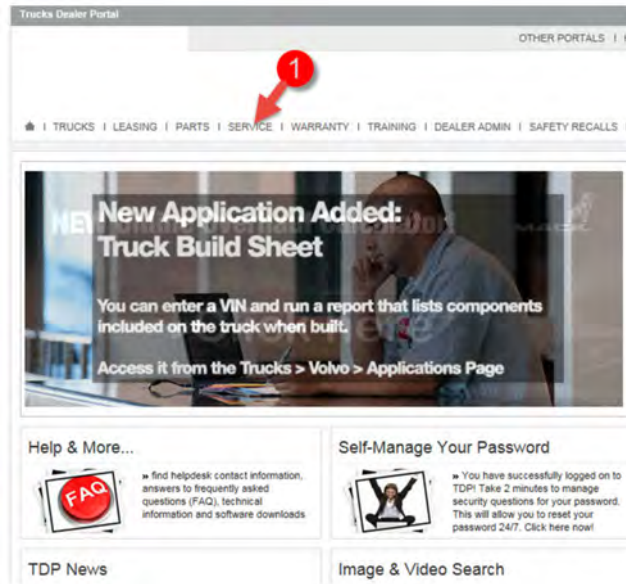 Trucks Dealer Portal
OTHER PORTALS I
1
I TRUCKS I LEASING I PARTS I SERVICE I WARRANTY I TRAINING I DEALER ADMIN I SAFETY RECALLS
New Application Added:
Truck Build Sheet
MACK
You can enter a VIN and run a report that lists components
included on the truck when built.
Access it from the Trucks > Volvo > Applications Page
Help & More...
FAQ
» find helpdesk contact information,
answers to frequently asked
questions (FAQ), technical
information and software downloads
Self-Manage Your Password
» You have successfully logged on to
TDP! Take 2 minutes to manage
security questions for your password.
This will allow you to reset your
password 24/7. Click here now!
TDP News
Image & Video Search